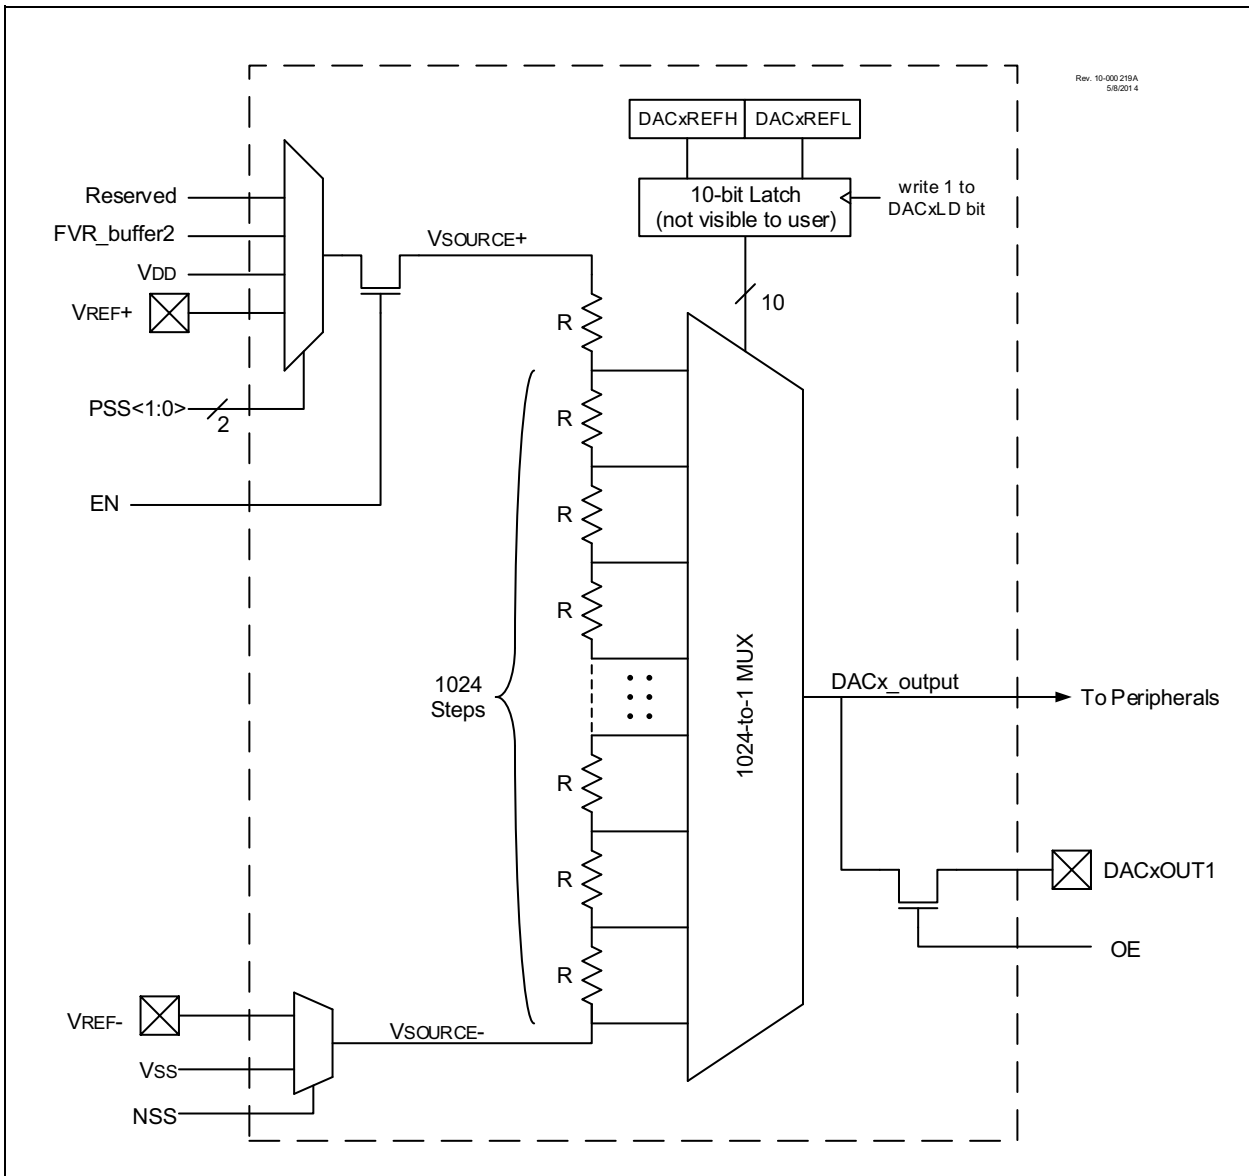 Rev. 10-000 219A
5/8/201 4
DACxREFH DACxREFL
10-bit Latch
(not visible to user)
write 1 to
DACxLD bit
Reserved
FVR_buffer2
VDD
VREF+
VSOURCE+
10
R
PSS<1:0>
2
R
EN
R
R
1024
Steps
1024-to-1 MUX
DACx_output
To Peripherals
R
R
DACxOUT1
OE
R
VREF-
VSOURCE-
VSS
NSS